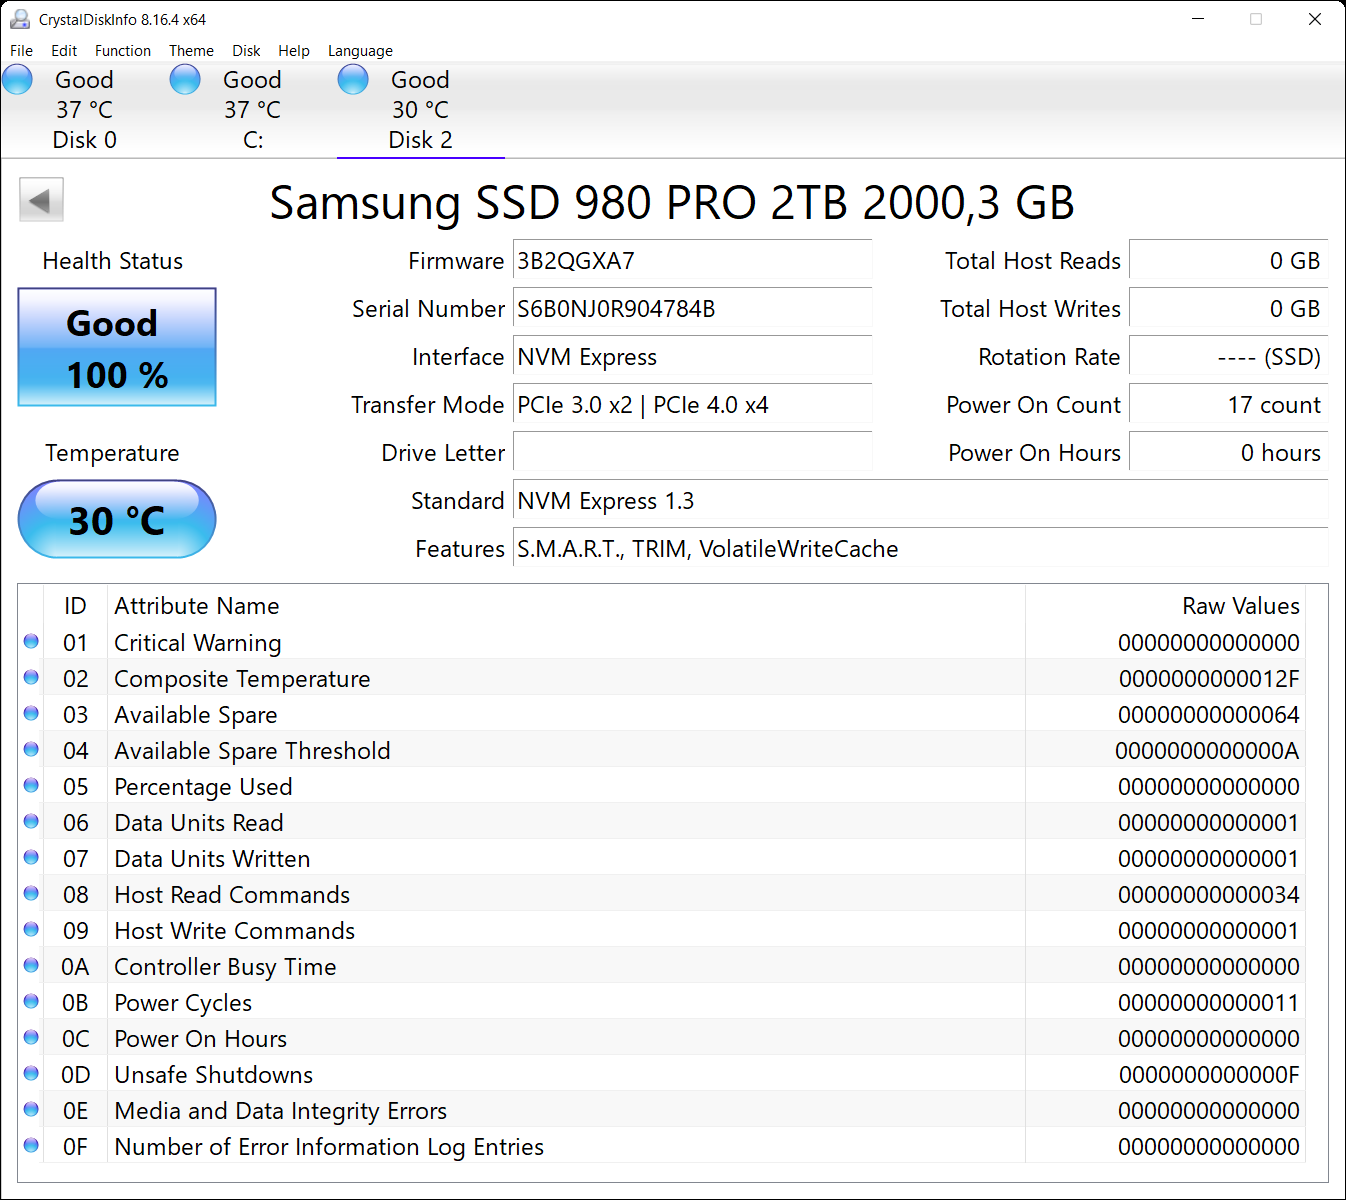 CrystalDiskInfo 8.16.4 x64
File Edit Function Theme Disk Help Language
Good Good Good
37 °C 37 °C 30 °C
Disk 0 C: Disk 2
Samsung SSD 980 PRO 2TB 2000,3 GB
Health Status
Good
100 %
Temperature
30 °C
Firmware 3B2QGXA7
Serial Number S6B0NJ0R904784B
Interface NVM Express
Transfer Mode PCIe 3.0 x2 | PCIe 4.0 x4
Drive Letter
Standard NVM Express 1.3
Features S.M.A.R.T., TRIM, VolatileWriteCache
Total Host Reads 0 GB
Total Host Writes 0 GB
Rotation Rate ---- (SSD)
Power On Count 17 count
Power On Hours 0 hours
ID Attribute Name Raw Values
01 Critical Warning 00000000000000
02 Composite Temperature 0000000000012F
03 Available Spare 00000000000064
04 Available Spare Threshold 0000000000000A
05 Percentage Used 00000000000000
06 Data Units Read 00000000000001
07 Data Units Written 00000000000001
08 Host Read Commands 00000000000034
09 Host Write Commands 00000000000001
0A Controller Busy Time 00000000000000
0B Power Cycles 00000000000011
0C Power On Hours 00000000000000
0D Unsafe Shutdowns 0000000000000F
0E Media and Data Integrity Errors 00000000000000
0F Number of Error Information Log Entries 00000000000000